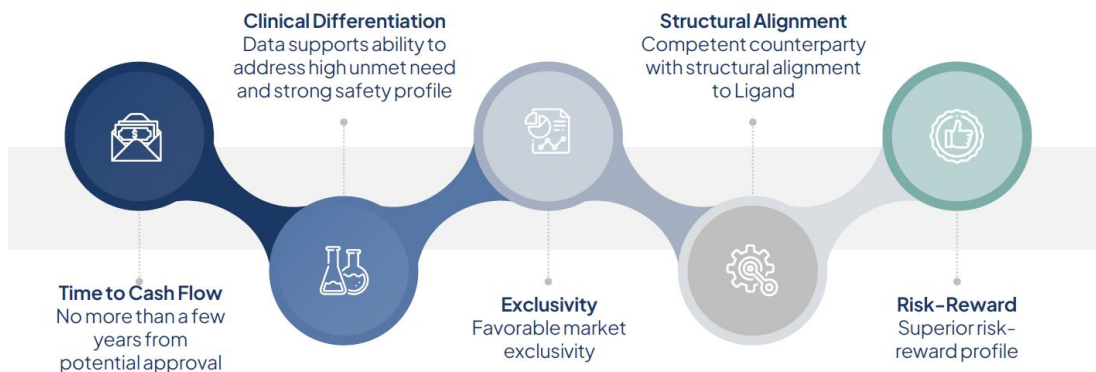 Clinical Differentiation
Data supports ability to
address high unmet need
and strong safety profile
Structural Alignment
Competent counterparty
with structural alignment
to Ligand
$
Time to Cash Flow
No more than a few
years from
potential approval
Exclusivity
Favorable market
exclusivity
Risk-Reward
Superior risk-
reward profile